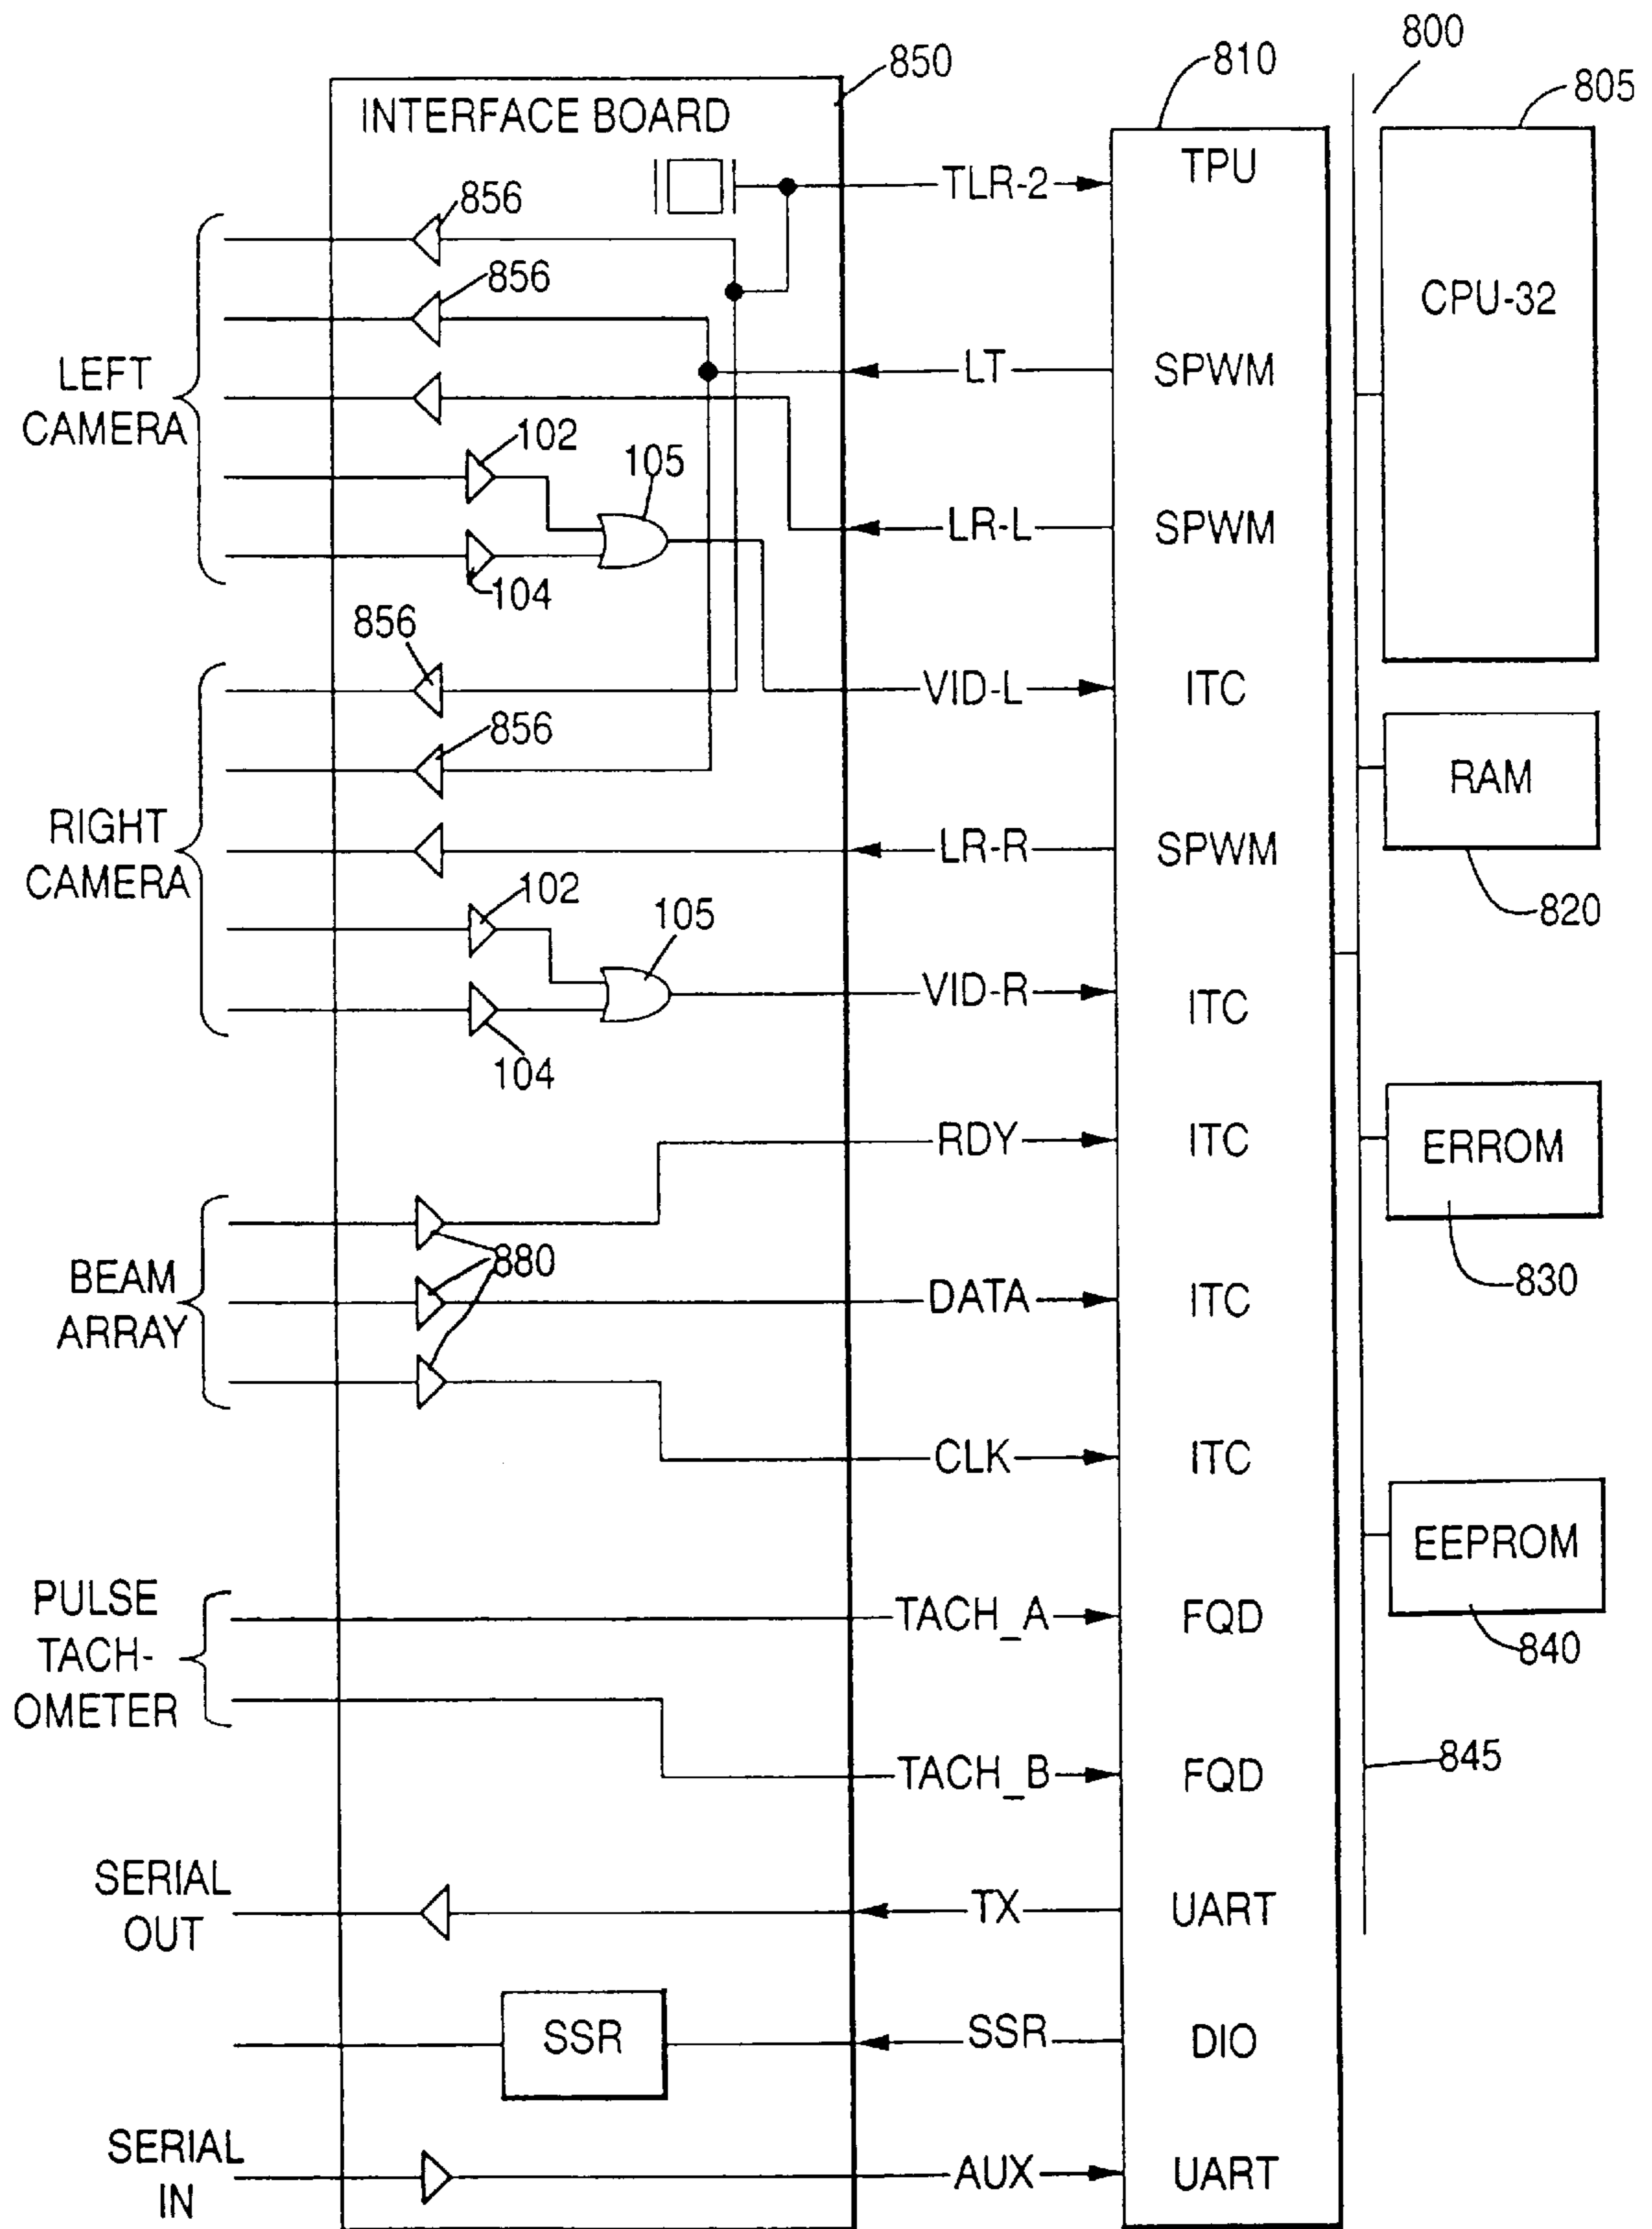 800
850
810
805
INTERFACE BOARD
TPU
TLR-2
856
856
CPU-32
LEFT
CAMERA
LT
SPWM
102
105
LR-L
SPWM
104
856
VID-L
ITC
856
RAM
RIGHT
CAMERA
LR-R
SPWM
820
102
105
VID-R
ITC
104
RDY
ITC
ERROM
880
830
BEAM
ARRAY
DATA
ITC
CLK
ITC
EEPROM
PULSE
TACH-
OMETER
TACH_A
FQD
840
TACH_B
FQD
845
SERIAL
OUT
TX
UART
SSR
SSR
DIO
SERIAL
IN
AUX
UART